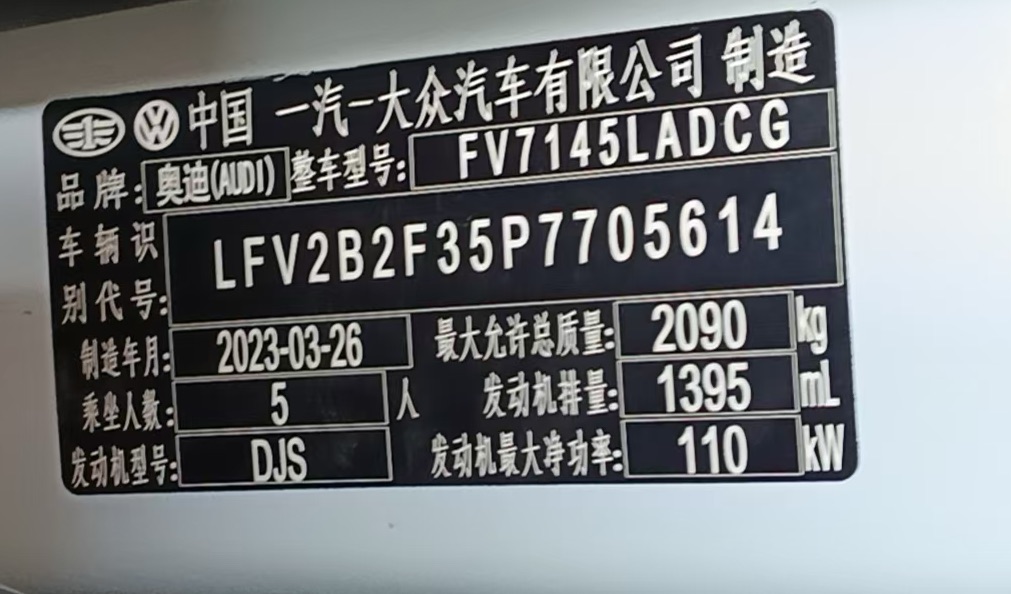 中国 一汽-大众汽车有限公司 制造
品牌: 奥迪(AUDI) 整车型号: FV7145LADCG
车辆识别代号: LFV2B2F35P7705614
制造年月: 2023-03-26 最大允许总质量: 2090 kg
乘坐人数: 5 人 发动机排量: 1395 mL
发动机型号: DJS 发动机最大净功率: 110 kW